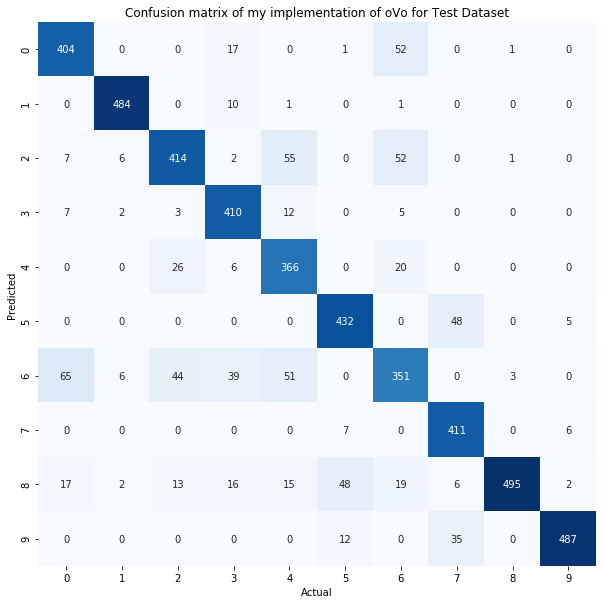 Confusion matrix of my implementation of oVo for Test Dataset
0 404 0 0 17 0 1 52 0 1 0
1 0 484 0 10 1 0 1 0 0 0
2 7 6 414 2 55 0 52 0 1 0
3 7 2 3 410 12 0 5 0 0 0
4 0 0 26 6 366 0 20 0 0 0
Predicted
5 0 0 0 0 0 432 0 48 0 5
6 65 6 44 39 51 0 351 0 3 0
7 0 0 0 0 0 7 0 411 0 6
8 17 2 13 16 15 48 19 6 495 2
9 0 0 0 0 0 12 0 35 0 487
0 1 2 3 4 5 6 7 8 9
Actual